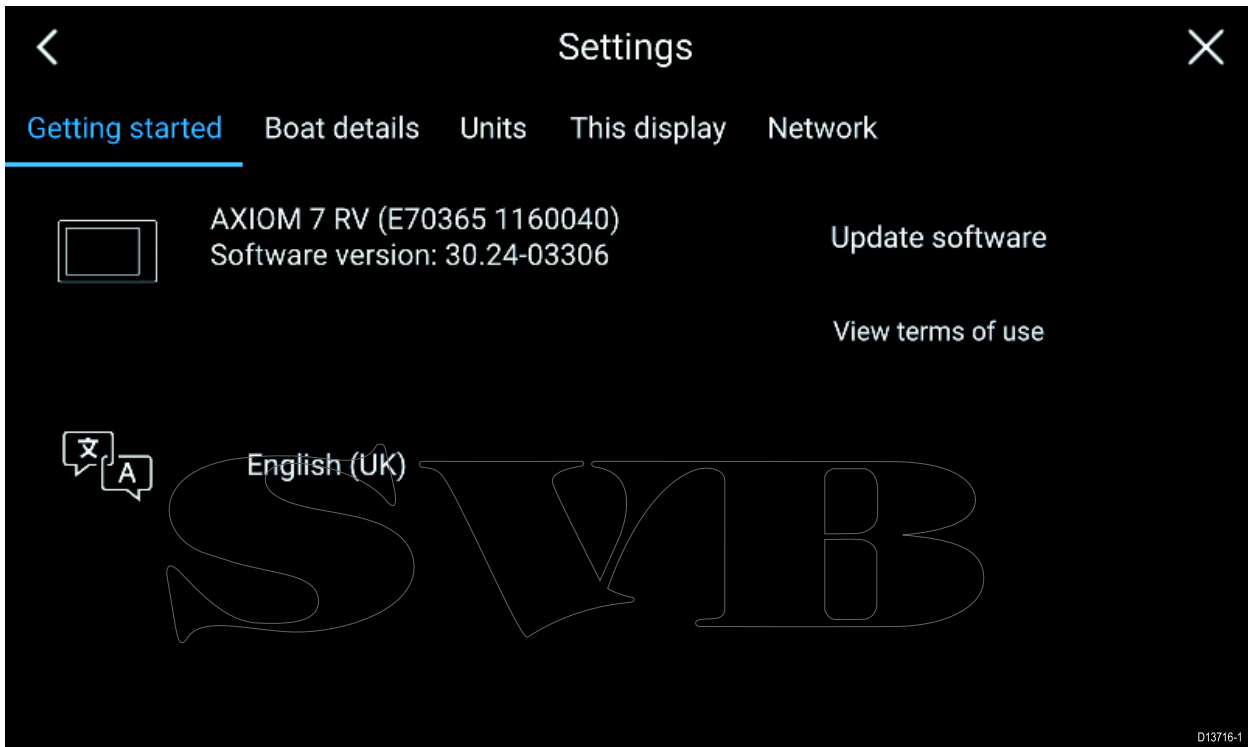 Settings
Getting started Boat details Units This display Network
AXIOM 7 RV (E70365 1160040)
Software version: 30.24-03306
Update software
View terms of use
文 A
English (UK)
SVB
D13716-1